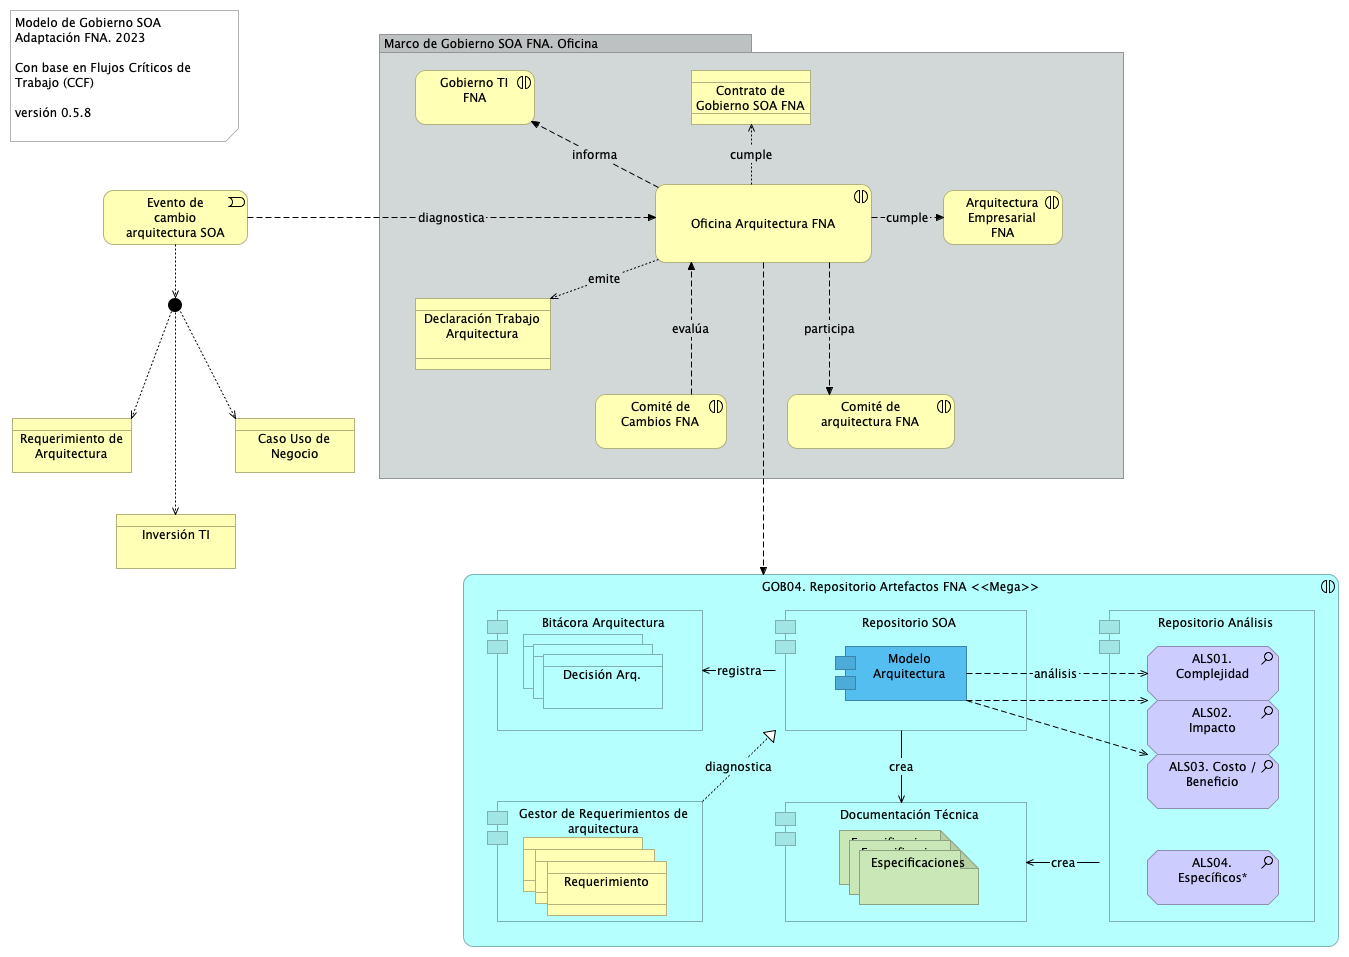 Modelo de Gobierno SOA
Adaptación FNA. 2023
Con base en Flujos Críticos de
Trabajo (CCF)
versión 0.5.8
Marco de Gobierno SOA FNA. Oficina
Gobierno TI
FNA
Contrato de
Gobierno SOA FNA
informa
cumple
Evento de
cambio
arquitectura SOA
diagnostica
Oficina Arquitectura FNA
cumple
Arquitectura
Empresarial
FNA
emite
Declaración Trabajo
Arquitectura
evalúa
participa
Comité de
Cambios FNA
Comité de
arquitectura FNA
Requerimiento de
Arquitectura
Caso Uso de
Negocio
Inversión TI
GOB04. Repositorio Artefactos FNA <<Mega>>
Bitácora Arquitectura
Decisión Arq.
registra
Repositorio SOA
Modelo
Arquitectura
análisis
Repositorio Análisis
ALS01.
Complejidad
ALS02.
Impacto
ALS03. Costo /
Beneficio
diagnostica
crea
Gestor de Requerimientos de
arquitectura
Requerimiento
Documentación Técnica
Especificaciones
crea
ALS04.
Específicos*